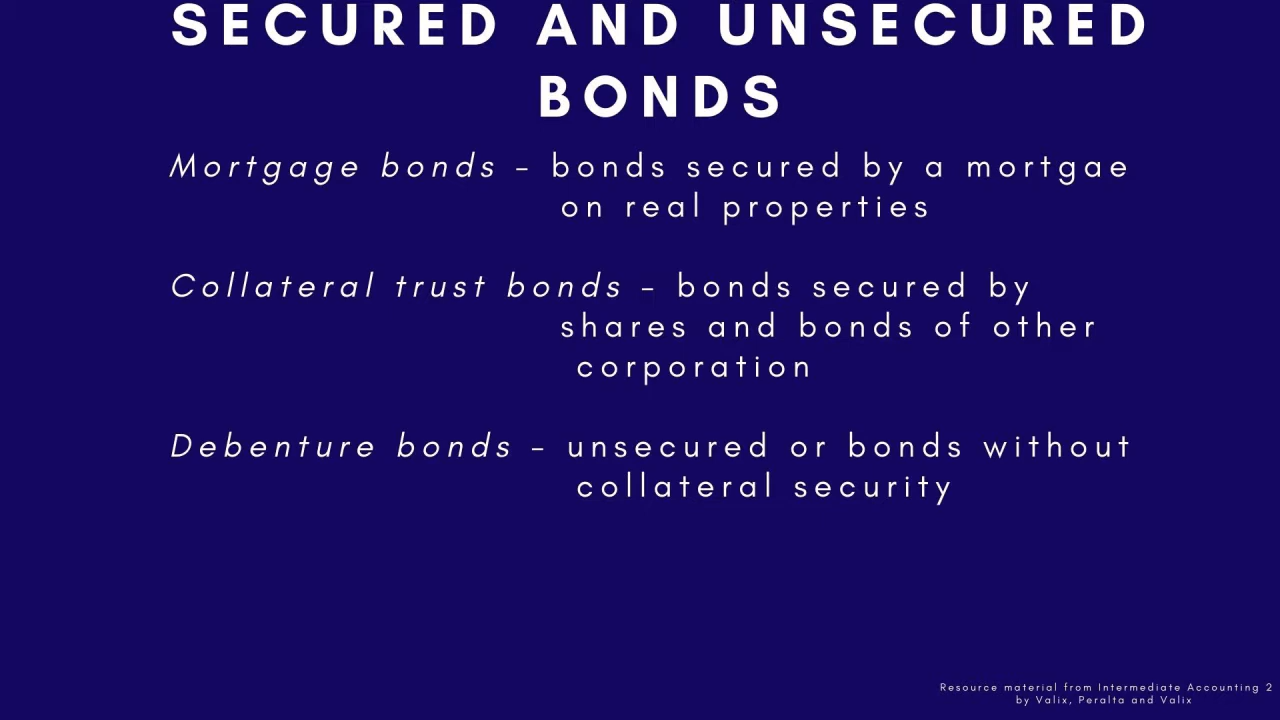 SECURED AND UNSECURED
BONDS
Mortgage bonds - bonds secured by a mortgae
on real properties
Collateral trust bonds - bonds secured by
shares and bonds of other
corporation
Debenture bonds - unsecured or bonds without
collateral security
Resource material from Intermediate Accounting 2
by Valix, Peralta and Valix